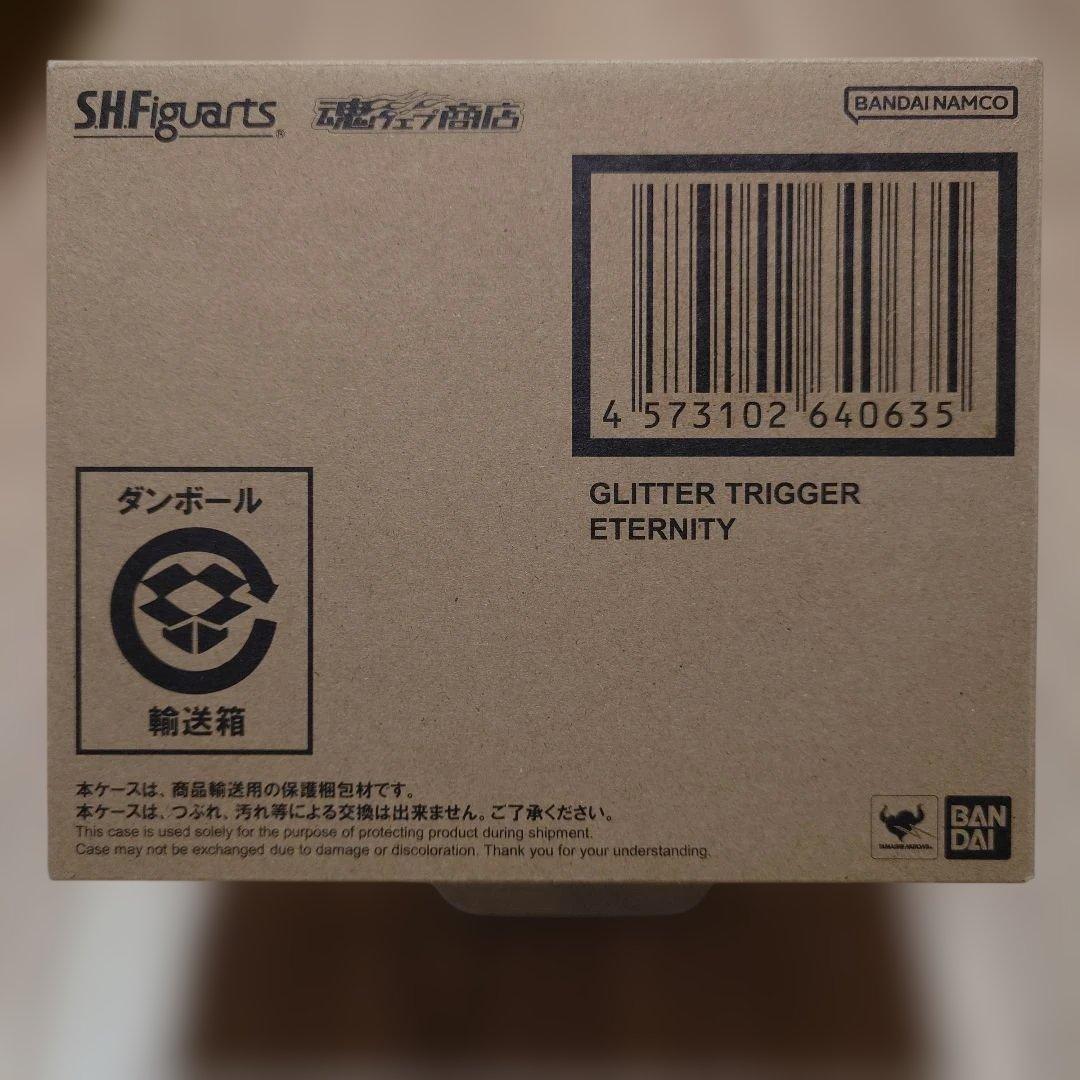 S.H.Figuarts®
魂ウェブ商店
BANDAI NAMCO
4 573102 640635
GLITTER TRIGGER
ETERNITY
ダンボール
輸送箱
本ケースは、商品輸送用の保護梱包材です。
本ケースは、つぶれ、汚れ等による交換は出来ません。ご了承ください。
This case is used solely for the purpose of protecting product during shipment.
Case may not be exchanged due to damage or discoloration. Thank you for your understanding.
TAMASHII NATIONS
BAN
DAI